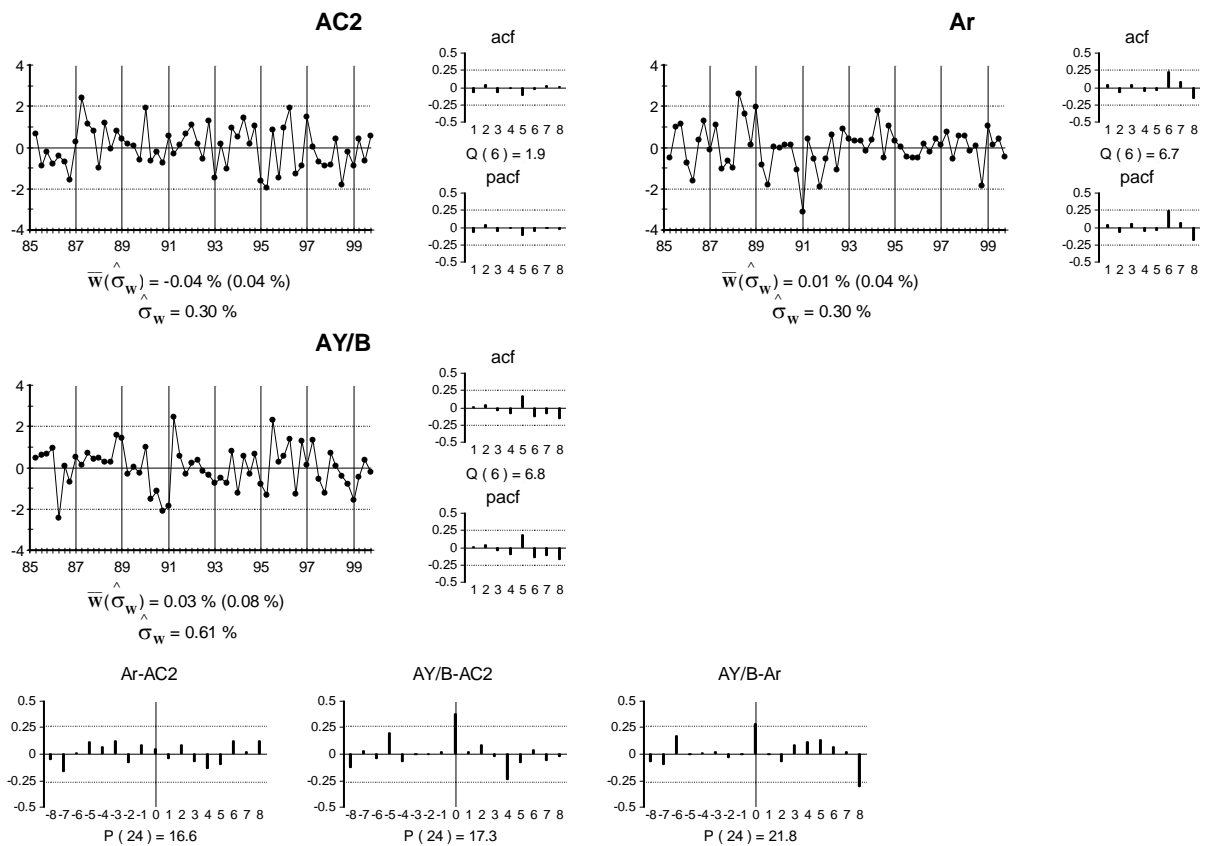 AC2
4
2
0
-2
-4
85 87 89 91 93 95 97 99
w̅(σ̂w) = -0.04 % (0.04 %)
σ̂w = 0.30 %
acf
0.5
0.25
0
-0.25
-0.5
1 2 3 4 5 6 7 8
Q ( 6 ) = 1.9
pacf
0.5
0.25
0
-0.25
-0.5
1 2 3 4 5 6 7 8
Ar
4
2
0
-2
-4
85 87 89 91 93 95 97 99
w̅(σ̂w) = 0.01 % (0.04 %)
σ̂w = 0.30 %
acf
0.5
0.25
0
-0.25
-0.5
1 2 3 4 5 6 7 8
Q ( 6 ) = 6.7
pacf
0.5
0.25
0
-0.25
-0.5
1 2 3 4 5 6 7 8
AY/B
4
2
0
-2
-4
85 87 89 91 93 95 97 99
w̅(σ̂w) = 0.03 % (0.08 %)
σ̂w = 0.61 %
acf
0.5
0.25
0
-0.25
-0.5
1 2 3 4 5 6 7 8
Q ( 6 ) = 6.8
pacf
0.5
0.25
0
-0.25
-0.5
1 2 3 4 5 6 7 8
Ar-AC2
0.5
0.25
0
-0.25
-0.5
-8 -7 -6 -5 -4 -3 -2 -1 0 1 2 3 4 5 6 7 8
P ( 24 ) = 16.6
AY/B-AC2
0.5
0.25
0
-0.25
-0.5
-8 -7 -6 -5 -4 -3 -2 -1 0 1 2 3 4 5 6 7 8
P ( 24 ) = 17.3
AY/B-Ar
0.5
0.25
0
-0.25
-0.5
-8 -7 -6 -5 -4 -3 -2 -1 0 1 2 3 4 5 6 7 8
P ( 24 ) = 21.8